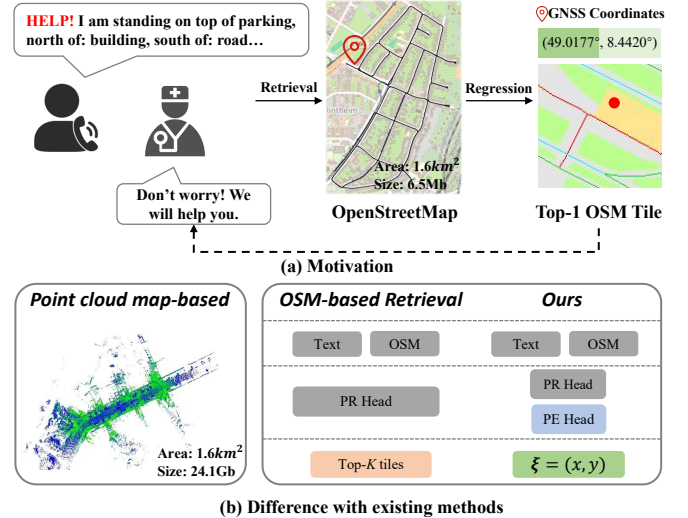 HELP! I am standing on top of parking,
north of: building, south of: road…
Don't worry! We
will help you.
Retrieval
Area: 1.6km²
Size: 6.5Mb
OpenStreetMap
Regression
GNSS Coordinates
(49.0177°, 8.4420°)
Top-1 OSM Tile
(a) Motivation
Point cloud map-based
Area: 1.6km²
Size: 24.1Gb
OSM-based Retrieval
Ours
Text
OSM
Text
OSM
PR Head
PR Head
PE Head
Top-K tiles
ξ = (x, y)
(b) Difference with existing methods